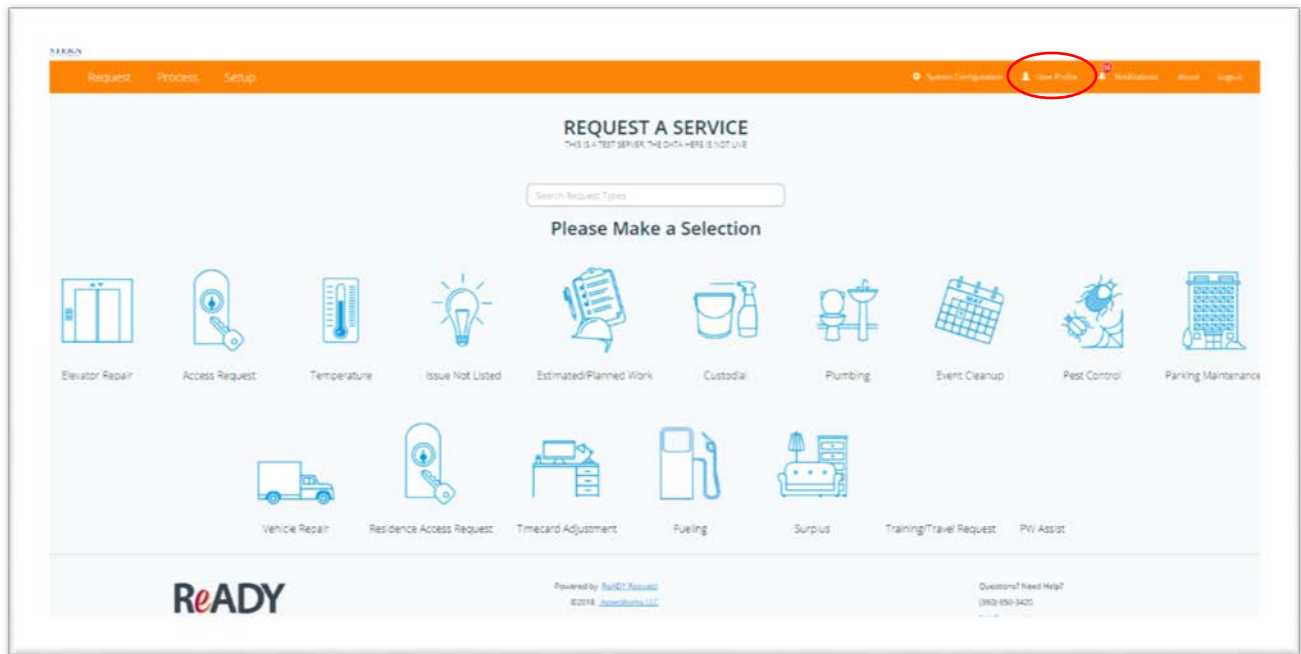 Request Process Setup System Configuration User Profile Notifications About Logout
REQUEST A SERVICE
THIS IS A TEST SERVER, THE DATA HERE IS NOT LIVE
Search Request Types
Please Make a Selection
MAY
Elevator Repair Access Request Temperature Issue Not Listed Estimated/Planned Work Custodial Plumbing Event Cleanup Pest Control Parking Maintenance
Vehicle Repair Residence Access Request Timecard Adjustment Fueling Surplus Training/Travel Request PW Assist
ReADY
Powered by ReADY Request
©2018 AssetWorks LLC
Questions? Need Help?
(360) 650-3420